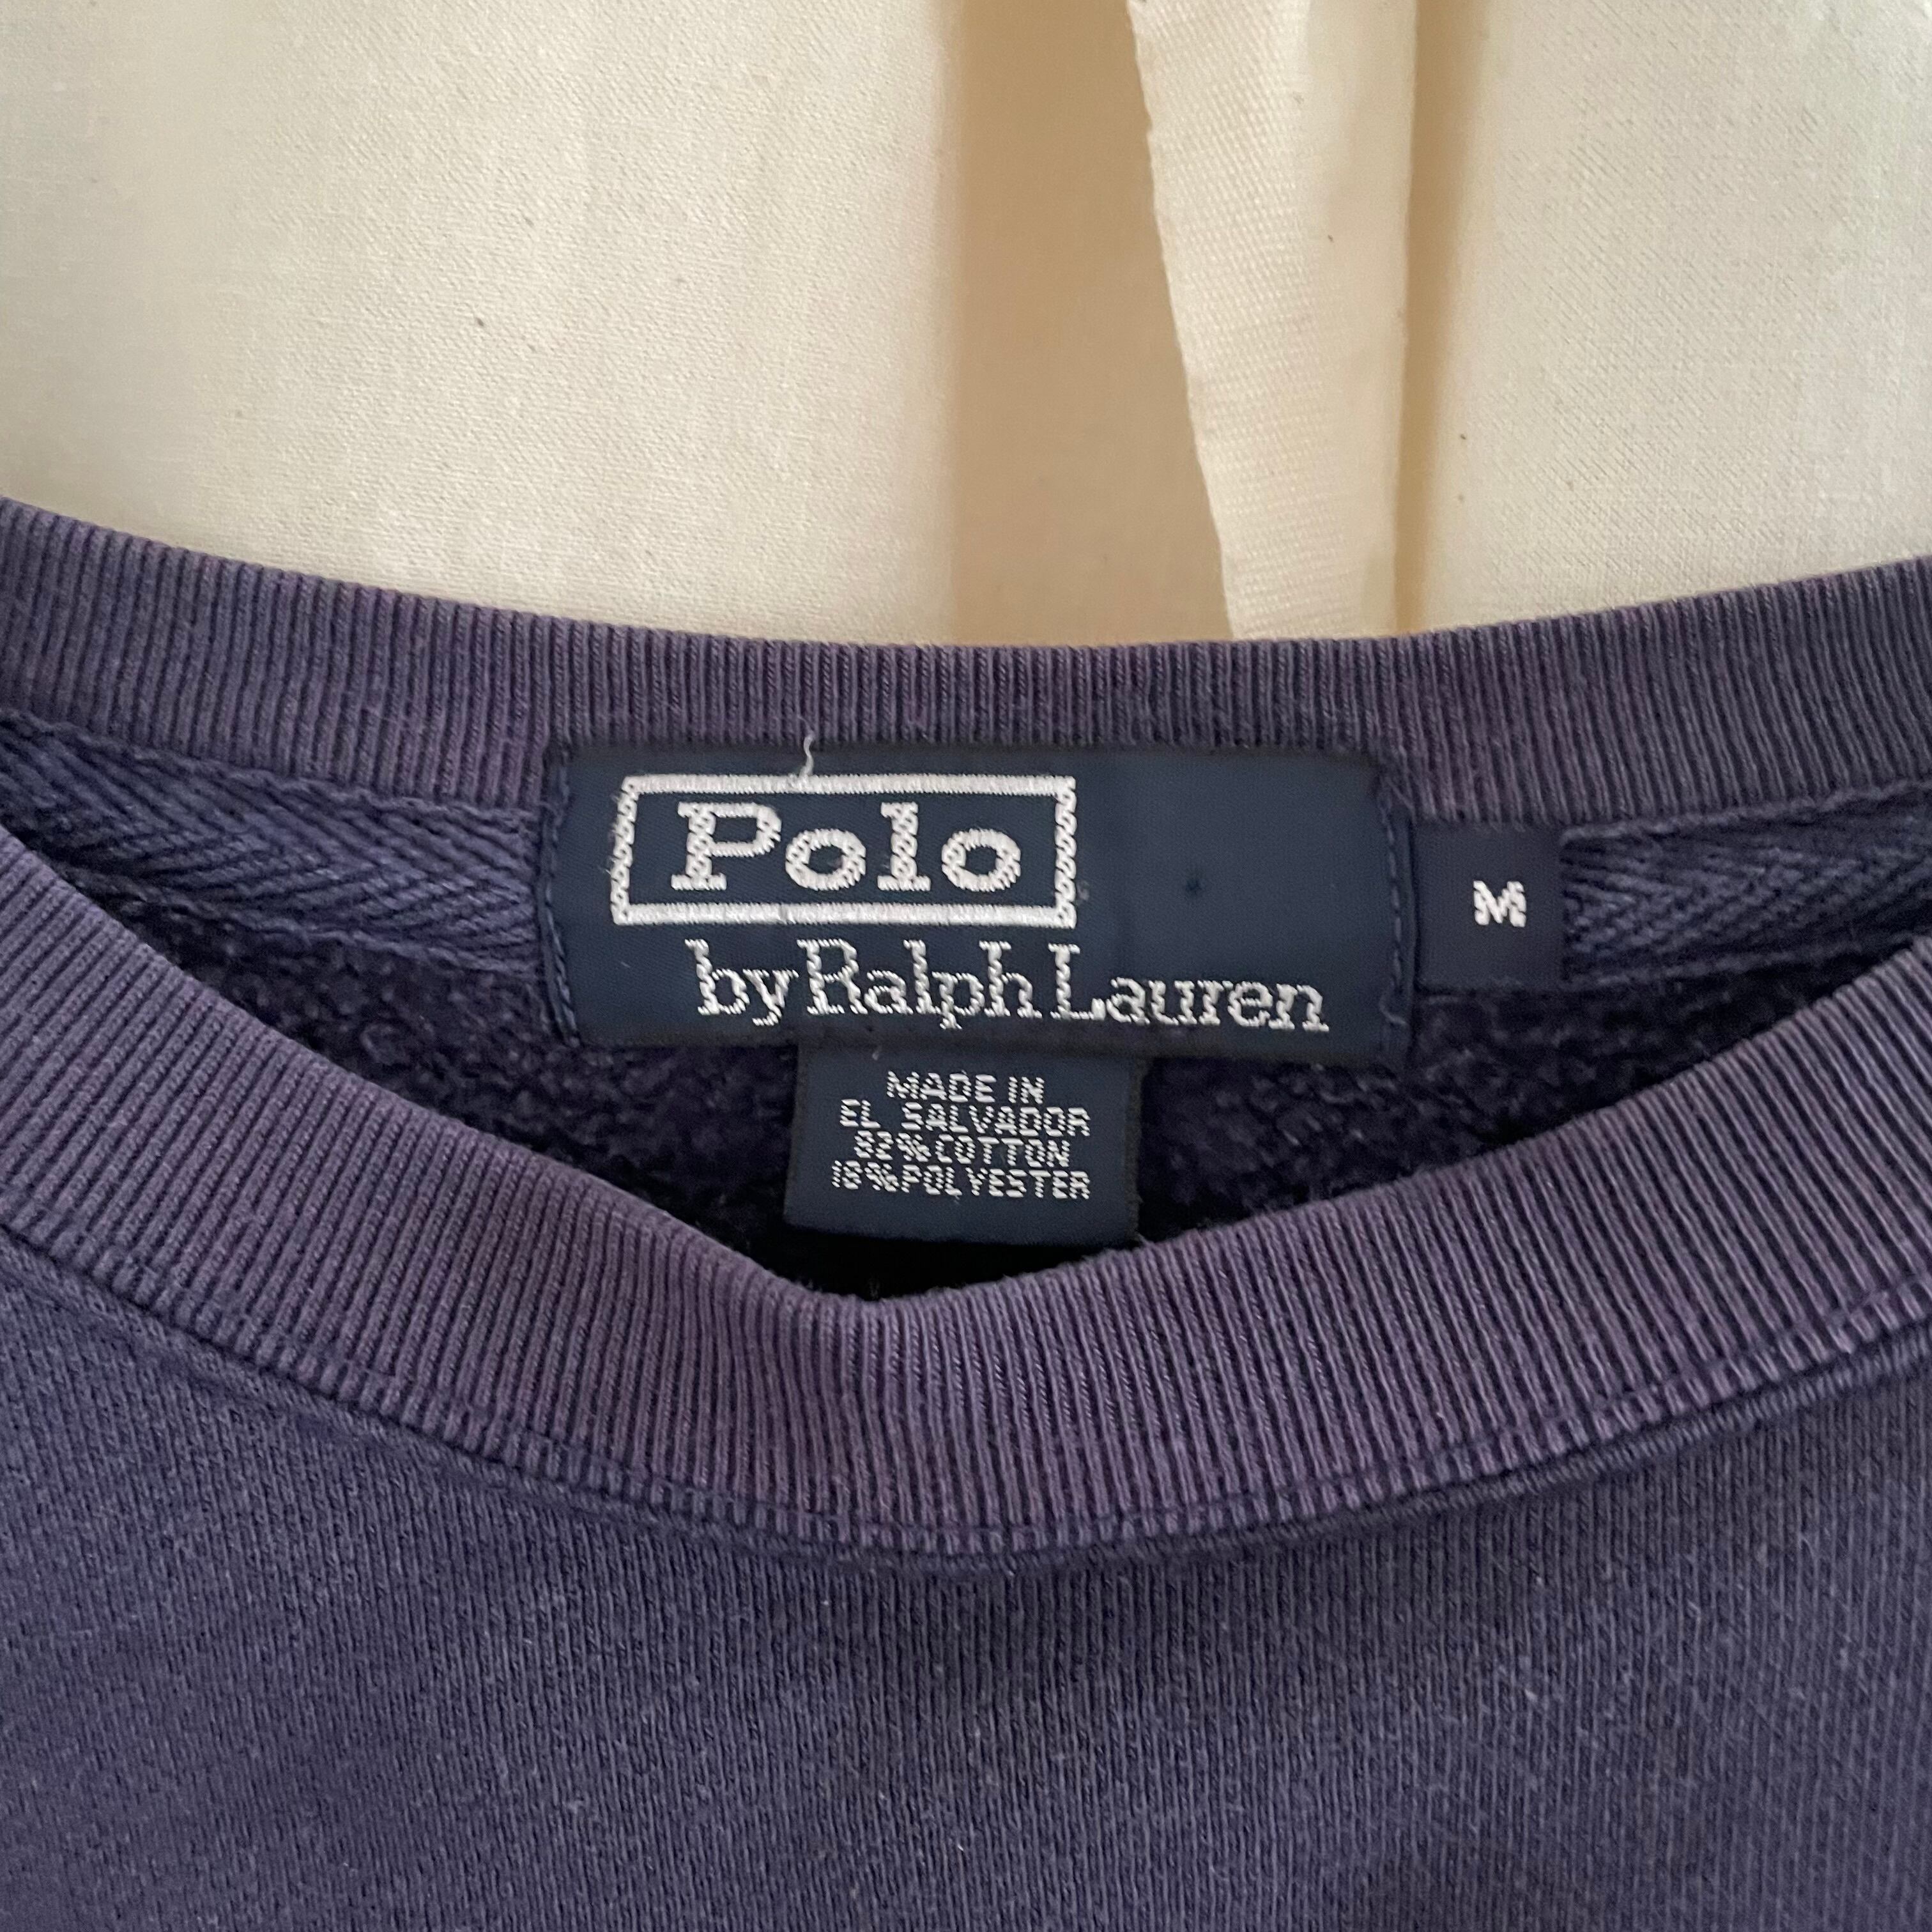 Polo
by Ralph Lauren
M
MADE IN
EL SALVADOR
82% COTTON
18% POLYESTER